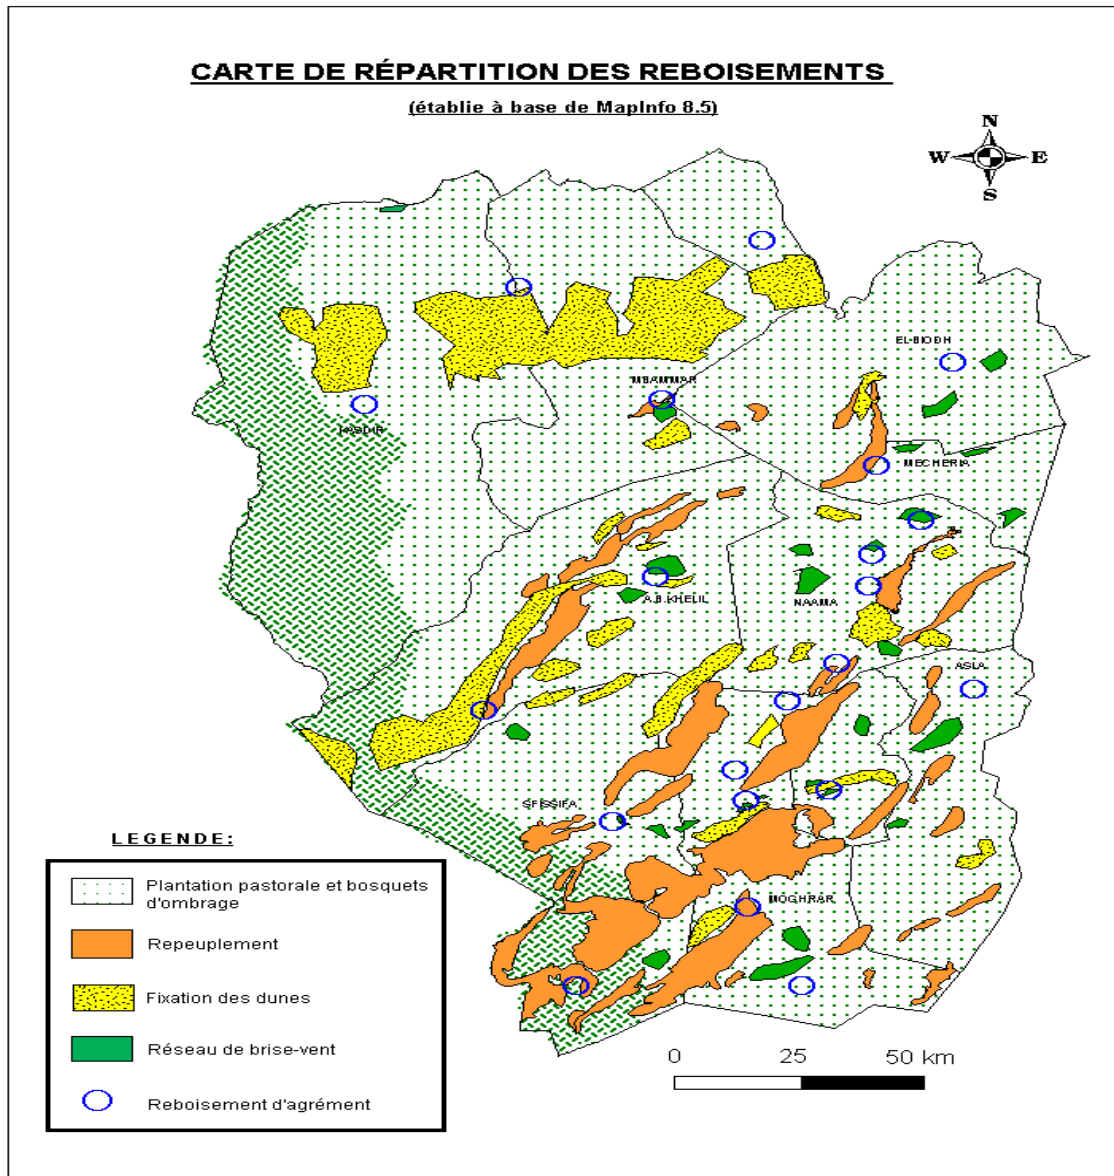 CARTE DE RÉPARTITION DES REBOISEMENTS
(établie à base de MapInfo 8.5)
N
W E
S
EL-BIODH
MBAMMAR
KASDIR
MECHERIA
A.B.KHELIL
NAAMA
ASLA
SFISSIFA
MOGHRAR
LEGENDE:
Plantation pastorale et bosquets
d'ombrage
Repeuplement
Fixation des dunes
Réseau de brise-vent
Reboisement d'agrément
0 25 50 km